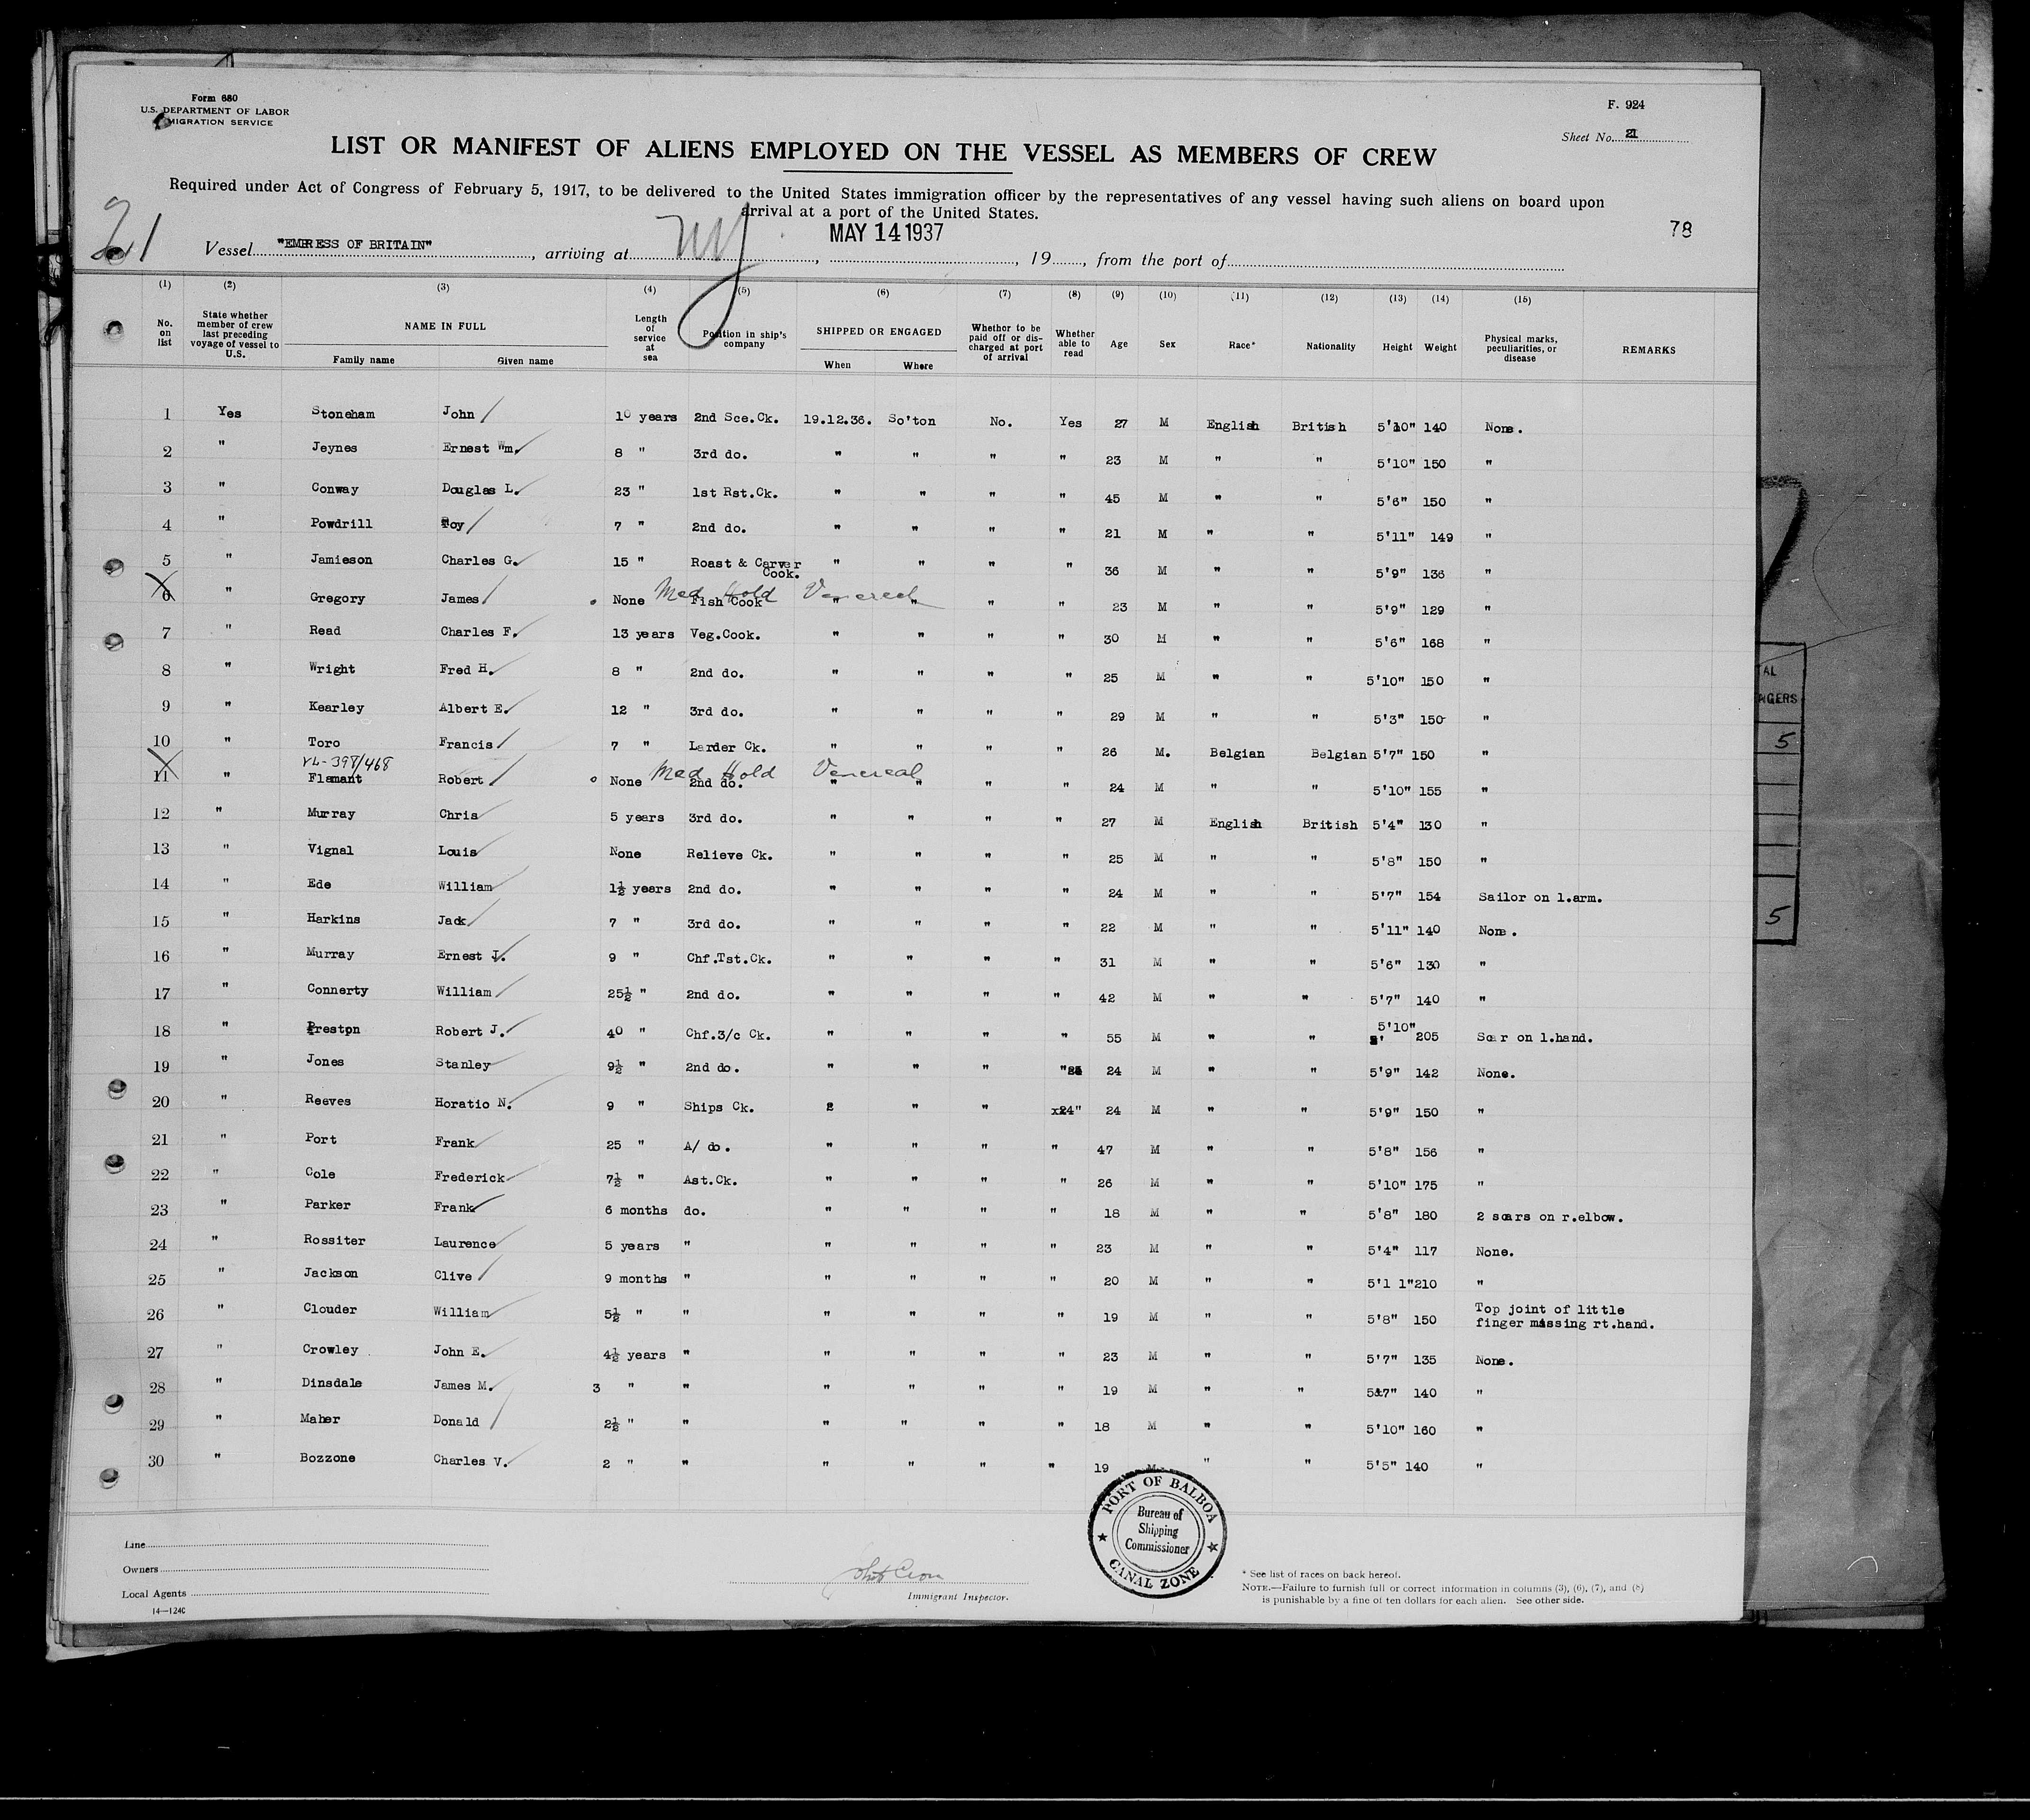 Form 680
U.S. DEPARTMENT OF LABOR
MIGRATION SERVICE
F. 924
Sheet No. 21
LIST OR MANIFEST OF ALIENS EMPLOYED ON THE VESSEL AS MEMBERS OF CREW
Required under Act of Congress of February 5, 1917, to be delivered to the United States immigration officer by the representatives of any vessel having such aliens on board upon
arrival at a port of the United States.
21
MAY 14 1937
78
Vessel "EMPRESS OF BRITAIN", arriving at NY, , 19 , from the port of
(1) (2) (3) (4) (5) (6) (7) (8) (9) (10) (11) (12) (13) (14) (15)
No. on list State whether member of crew last preceding voyage of vessel to U.S. NAME IN FULL Family name Given name Length of service at sea Position in ship's company SHIPPED OR ENGAGED When Where Whether to be paid off or discharged at port of arrival Whether able to read Age Sex Race* Nationality Height Weight Physical marks, peculiarities, or disease REMARKS
1 Yes Stoneham John 10 years 2nd Sce.Ck. 19.12.36. So'ton No. Yes 27 M English British 5'10" 140 None.
2 " Jeynes Ernest Wm. 8 " 3rd do. " " " " 23 M " " 5'10" 150 "
3 " Conway Douglas L. 23 " 1st Rst.Ck. " " " " 45 M " " 5'6" 150 "
4 " Powdrill Roy 7 " 2nd do. " " " " 21 M " " 5'11" 149 "
5 " Jamieson Charles G. 15 " Roast & Carver Cook. " " " " 36 M " " 5'9" 136 "
Med Hold Venereal
6 " Gregory James None Fish Cook " " " " 23 M " " 5'9" 129 "
7 " Read Charles F. 13 years Veg.Cook. " " " " 30 M " " 5'6" 168 "
8 " Wright Fred H. 8 " 2nd do. " " " " 25 M " " 5'10" 150 "
9 " Kearley Albert E. 12 " 3rd do. " " " " 29 M " " 5'3" 150 "
10 " Toro Francis 7 " Larder Ck. " " " " 26 M. Belgian Belgian 5'7" 150 "
398/468 Med Hold Venereal
11 " Flamant Robert None 2nd do. " " " " 24 M " " 5'10" 155 "
12 " Murray Chris 5 years 3rd do. " " " " 27 M English British 5'4" 130 "
13 " Vignal Louis None Relieve Ck. " " " " 25 M " " 5'8" 150 "
14 " Ede William 1½ years 2nd do. " " " " 24 M " " 5'7" 154 Sailor on l.arm.
15 " Harkins Jack 7 " 3rd do. " " " " 22 M " " 5'11" 140 None.
16 " Murray Ernest J. 9 " Chf.Tst.Ck. " " " " 31 M " " 5'6" 130 "
17 " Connerty William 25½ " 2nd do. " " " " 42 M " " 5'7" 140 "
18 " Preston Robert J. 40 " Chf.3/c Ck. " " " " 55 M " " 5'10" 205 Scar on l.hand.
19 " Jones Stanley 9½ " 2nd do. " " " " 24 M " " 5'9" 142 None.
20 " Reeves Horatio N. 9 " Ships Ck. " " " x24" 24 M " " 5'9" 150 "
21 " Port Frank 25 " A/ do. " " " " 47 M " " 5'8" 156 "
22 " Cole Frederick 7½ " Ast.Ck. " " " " 26 M " " 5'10" 175 "
23 " Parker Frank 6 months do. " " " " 18 M " " 5'8" 180 2 scars on r.elbow.
24 " Rossiter Laurence 5 years " " " " " 23 M " " 5'4" 117 None.
25 " Jackson Clive 9 months " " " " " 20 M " " 5'1 1" 210 "
26 " Clouder William 5½ " " " " " " 19 M " " 5'8" 150 Top joint of little finger missing rt.hand.
27 " Crowley John E. 4½ years " " " " " 23 M " " 5'7" 135 None.
28 " Dinsdale James M. 3 " " " " " " 19 M " " 5'7" 140 "
29 " Maher Donald 2½ " " " " " " 18 M " " 5'10" 160 "
30 " Bozzone Charles V. 2 " " " " " " 19 M " " 5'5" 140 "
PORT OF BALBOA
Bureau of
Shipping
Commissioner
CANAL ZONE
Line
Owners
Local Agents
14—1240
Immigrant Inspector.
* See list of races on back hereof.
NOTE.—Failure to furnish full or correct information in columns (3), (6), (7), and (8)
is punishable by a fine of ten dollars for each alien. See other side.
AL
NGERS
5
5